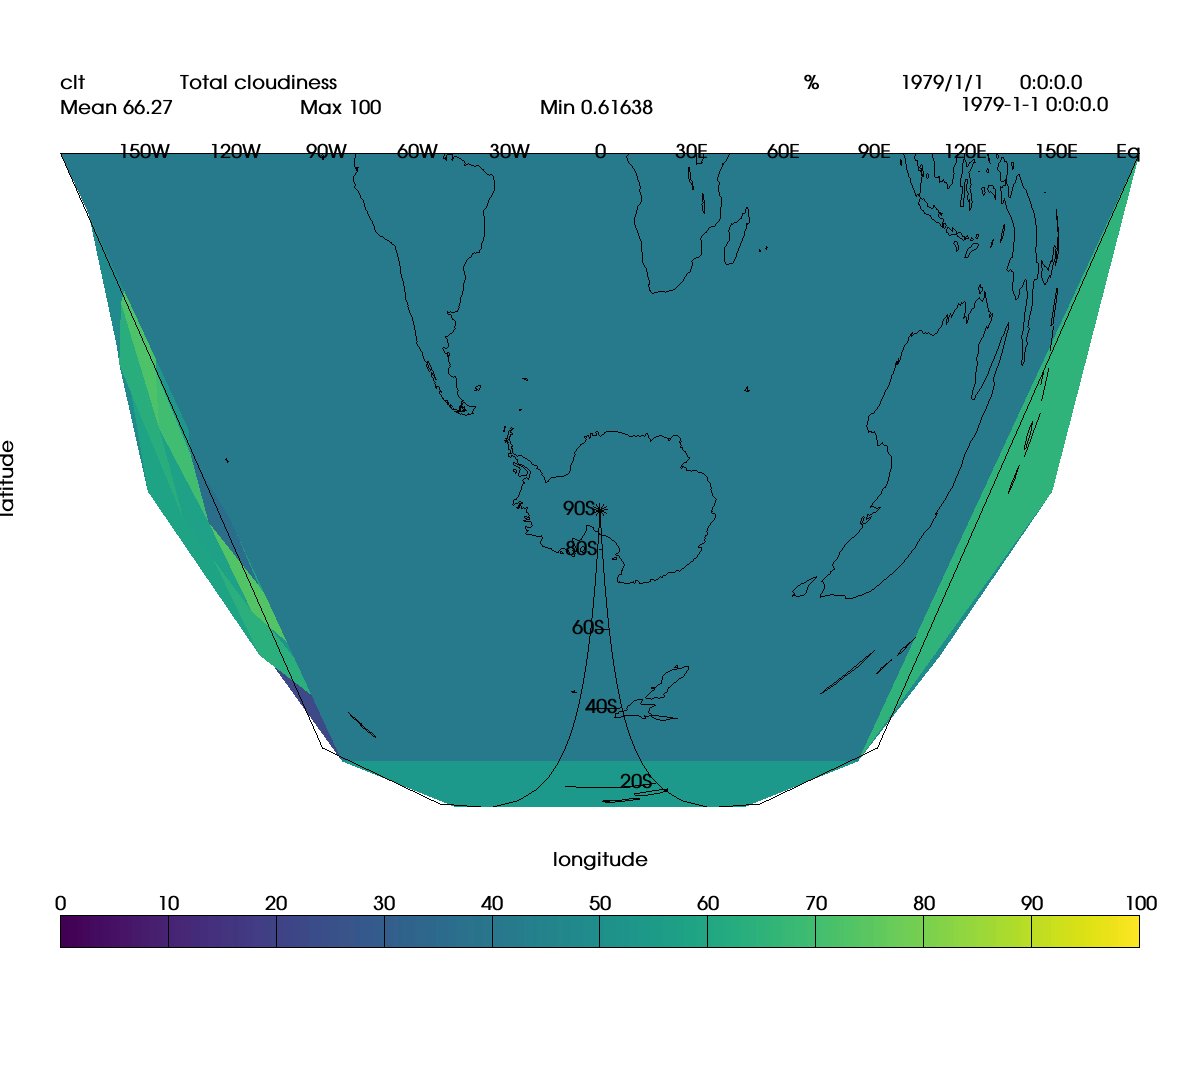 clt Total cloudiness % 1979/1/1 0:0:0.0
Mean 66.27 Max 100 Min 0.61638 1979-1-1 0:0:0.0
150W 120W 90W 60W 30W 0 30E 60E 90E 120E 150E Eq
latitude
90S
80S
60S
40S
20S
longitude
0 10 20 30 40 50 60 70 80 90 100